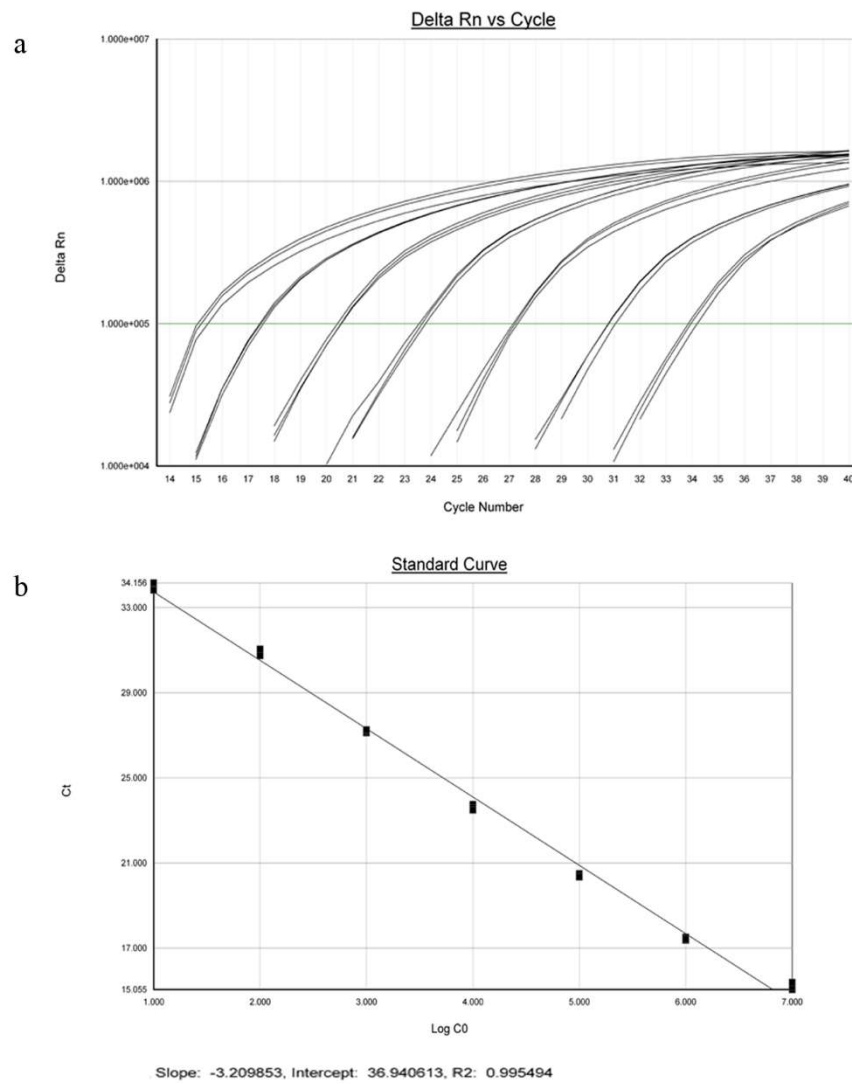 a
Delta Rn vs Cycle
1.000e+007
1.000e+006
1.000e+005
1.000e+004
Delta Rn
14 15 16 17 18 19 20 21 22 23 24 25 26 27 28 29 30 31 32 33 34 35 36 37 38 39 40
Cycle Number
b
Standard Curve
34.156
33.000
29.000
25.000
21.000
17.000
15.055
Ct
1.000 2.000 3.000 4.000 5.000 6.000 7.000
Log C0
Slope: -3.209853, Intercept: 36.940613, R2: 0.995494